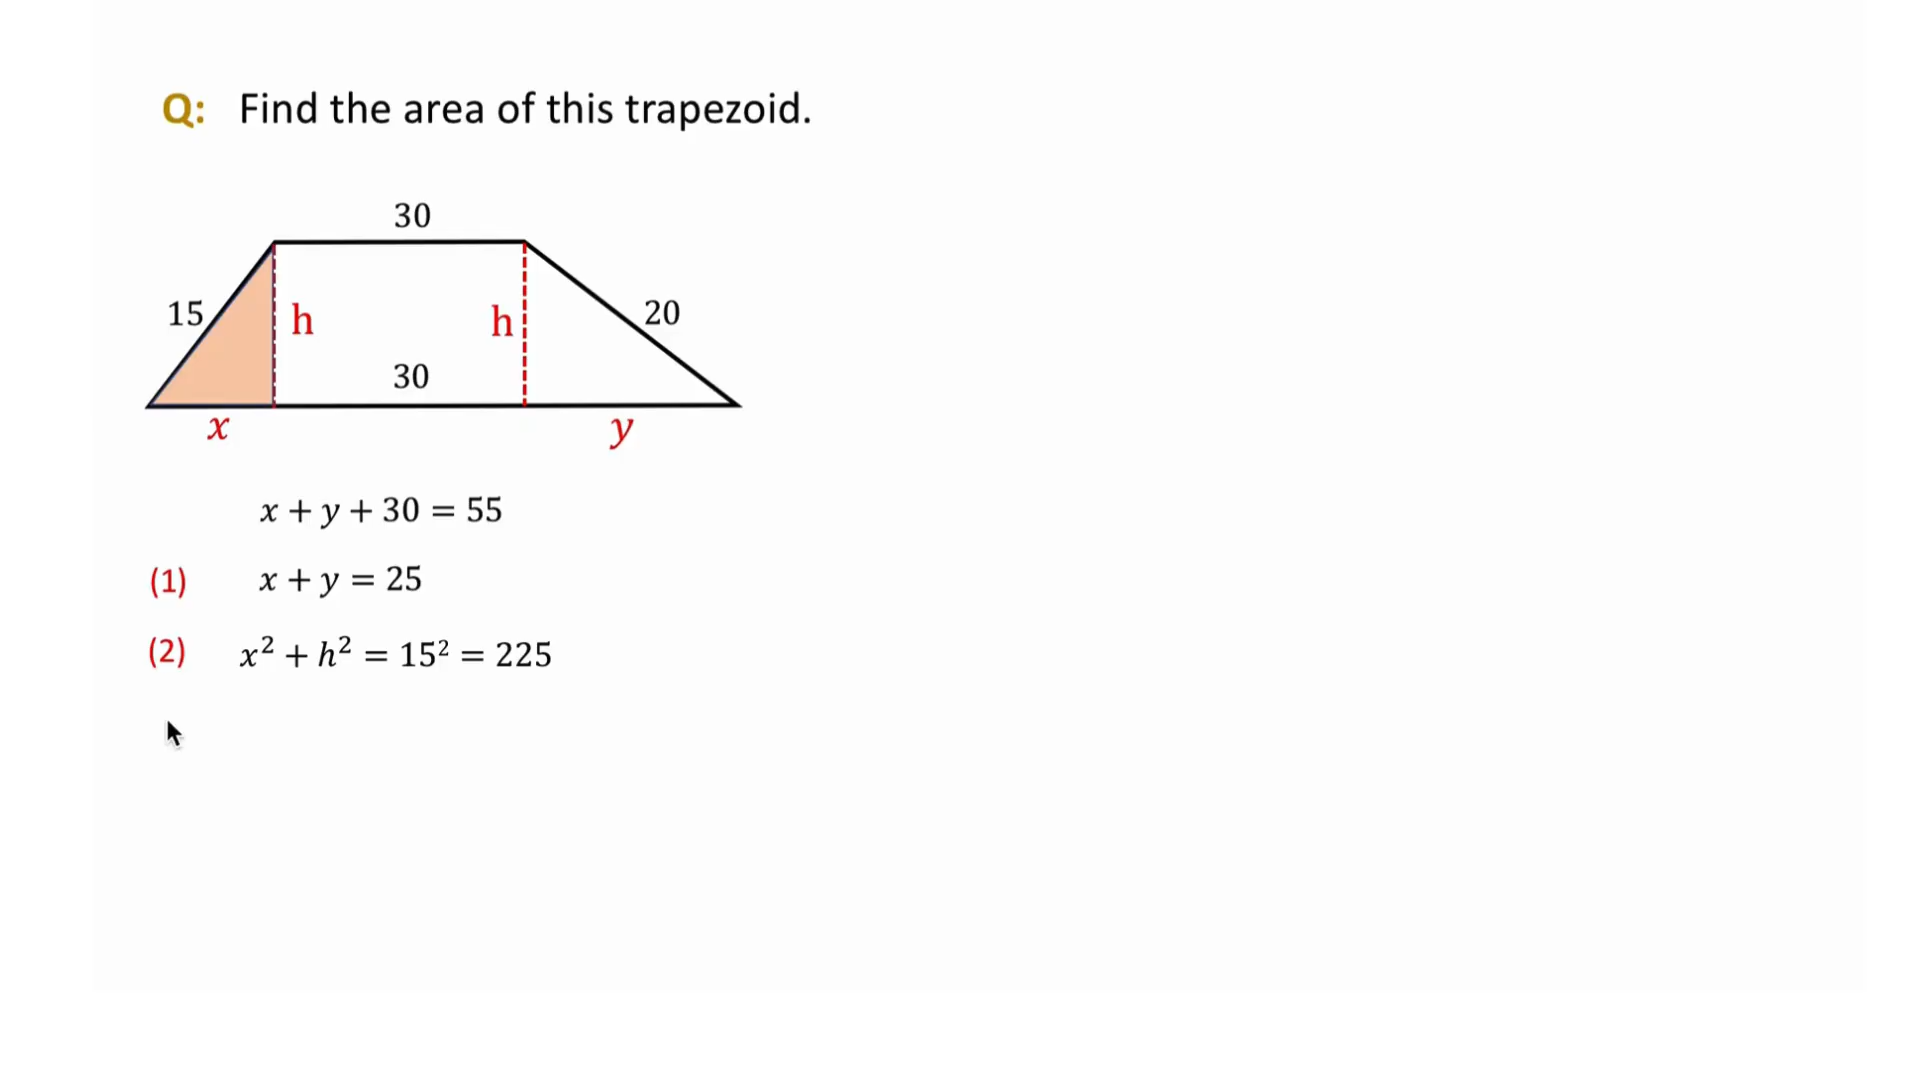 Q: Find the area of this trapezoid.
30
15
h
h
20
30
x
y
x + y + 30 = 55
(1) x + y = 25
(2) x² + h² = 15² = 225